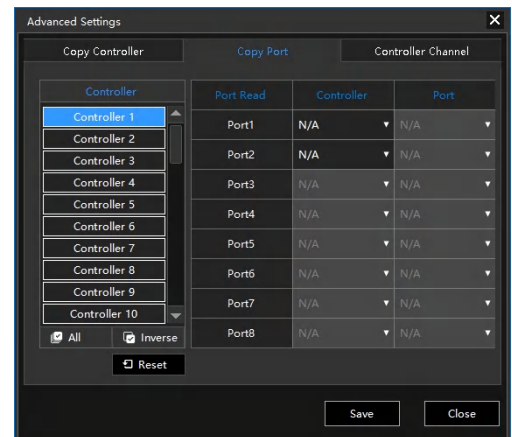 Advanced Settings
Copy Controller Copy Port Controller Channel
Controller
Controller 1
Controller 2
Controller 3
Controller 4
Controller 5
Controller 6
Controller 7
Controller 8
Controller 9
Controller 10
All Inverse
Reset
Port Read Controller Port
Port1 N/A N/A
Port2 N/A N/A
Port3 N/A N/A
Port4 N/A N/A
Port5 N/A N/A
Port6 N/A N/A
Port7 N/A N/A
Port8 N/A N/A
Save Close